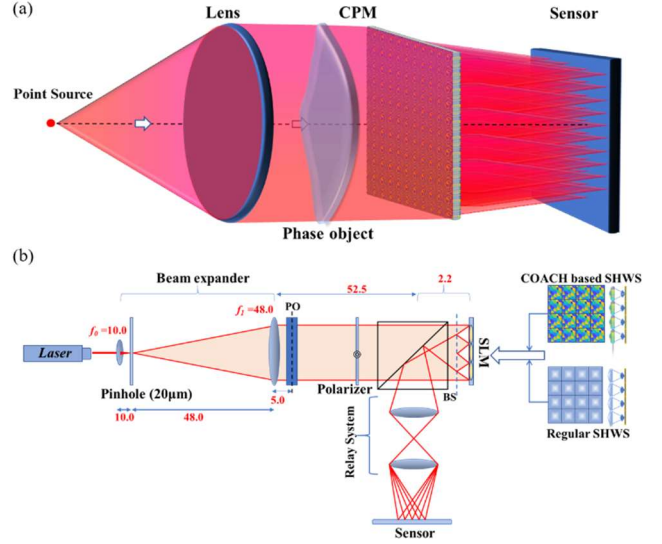 (a)
Lens
CPM
Sensor
Point Source
Phase object
(b)
Beam expander
52.5
2.2
COACH based SHWS
f₀ =10.0
f₁ =48.0
PO
Laser
SLM
Pinhole (20μm)
Polarizer
BS
5.0
10.0
48.0
Relay System
Regular SHWS
Sensor